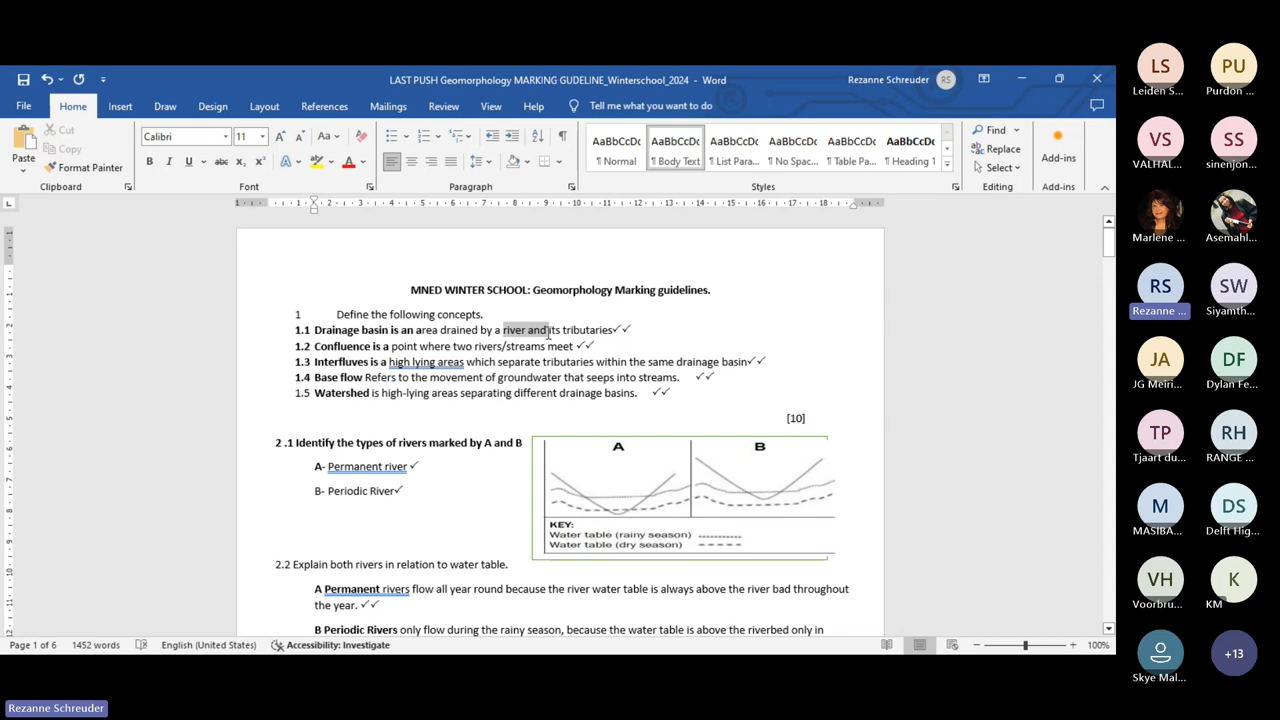 LAST PUSH Geomorphology MARKING GUDELINE_Winterschool_2024 - Word
Rezanne Schreuder RS
File Home Insert Draw Design Layout References Mailings Review View Help Tell me what you want to do
Paste
Cut
Copy
Format Painter
Clipboard
Calibri 11
Font
Paragraph
AaBbCcDc AaBbCcDc AaBbCcDc AaBbCcDc AaBbCcDc AaBbCcDc
¶ Normal ¶ Body Text ¶ List Para... ¶ No Spac... ¶ Table Pa... ¶ Heading 1
Styles
Find
Replace
Select
Editing
Add-ins
Add-ins
MNED WINTER SCHOOL: Geomorphology Marking guidelines.
1 Define the following concepts.
1.1 Drainage basin is an area drained by a river and its tributaries✓✓
1.2 Confluence is a point where two rivers/streams meet ✓✓
1.3 Interfluves is a high lying areas which separate tributaries within the same drainage basin✓✓
1.4 Base flow Refers to the movement of groundwater that seeps into streams. ✓✓
1.5 Watershed is high-lying areas separating different drainage basins. ✓✓
[10]
2 .1 Identify the types of rivers marked by A and B
A- Permanent river ✓
B- Periodic River✓
A B
KEY:
Water table (rainy season)
Water table (dry season)
2.2 Explain both rivers in relation to water table.
A Permanent rivers flow all year round because the river water table is always above the river bad throughout
the year. ✓✓
B Periodic Rivers only flow during the rainy season, because the water table is above the riverbed only in
Page 1 of 6 1452 words English (United States) Accessibility: Investigate 100%
LS PU
Leiden S... Purdon ...
VS SS
VALHAL... sinenjon...
Marlene ... Asemahl...
RS SW
Rezanne ... Siyamth...
JG DF
JG Meiri... Dylan Fe...
TP RH
Tjaart du... RANGE ...
M DS
MASIBA... Delft Hig...
VH K
Voorbru... KM
+13
Skye Mal...
Rezanne Schreuder